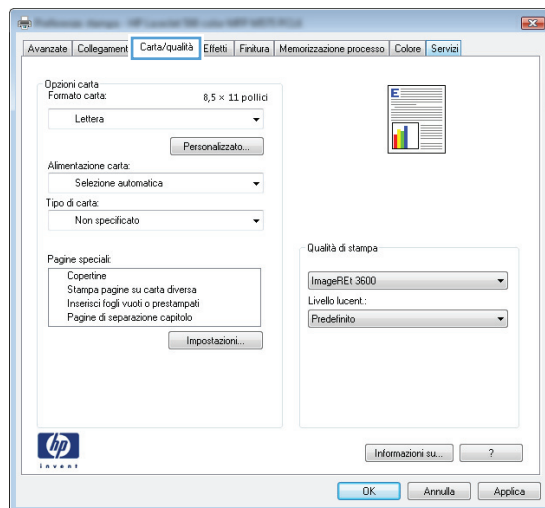 Avanzate Collegament Carta/qualità Effetti Finitura Memorizzazione processo Colore Servizi
Opzioni carta
Formato carta: 8,5 × 11 pollici
Lettera
Personalizzato...
Alimentazione carta:
Selezione automatica
Tipo di carta:
Non specificato
Pagine speciali:
Copertine
Stampa pagine su carta diversa
Inserisci fogli vuoti o prestampati
Pagine di separazione capitolo
Impostazioni...
E
Qualità di stampa
ImageREt 3600
Livello lucent.:
Predefinito
hp
invent
Informazioni su... ?
OK Annulla Applica